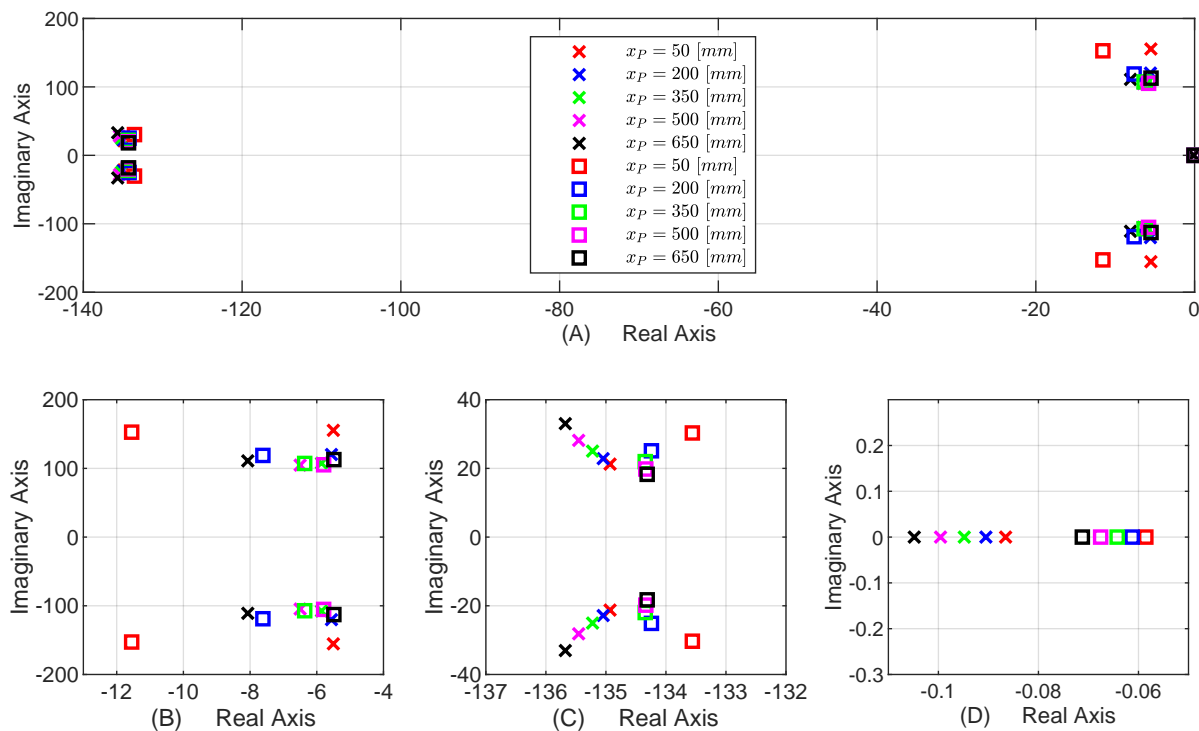 200
100
0
-100
-200
Imaginary Axis
x_P = 50 [mm]
x_P = 200 [mm]
x_P = 350 [mm]
x_P = 500 [mm]
x_P = 650 [mm]
x_P = 50 [mm]
x_P = 200 [mm]
x_P = 350 [mm]
x_P = 500 [mm]
x_P = 650 [mm]
-140 -120 -100 -80 -60 -40 -20 0
(A) Real Axis
200
100
0
-100
-200
Imaginary Axis
-12 -10 -8 -6 -4
(B) Real Axis
40
20
0
-20
-40
Imaginary Axis
-137 -136 -135 -134 -133 -132
(C) Real Axis
0.2
0.1
0
-0.1
-0.2
-0.3
Imaginary Axis
-0.1 -0.08 -0.06
(D) Real Axis